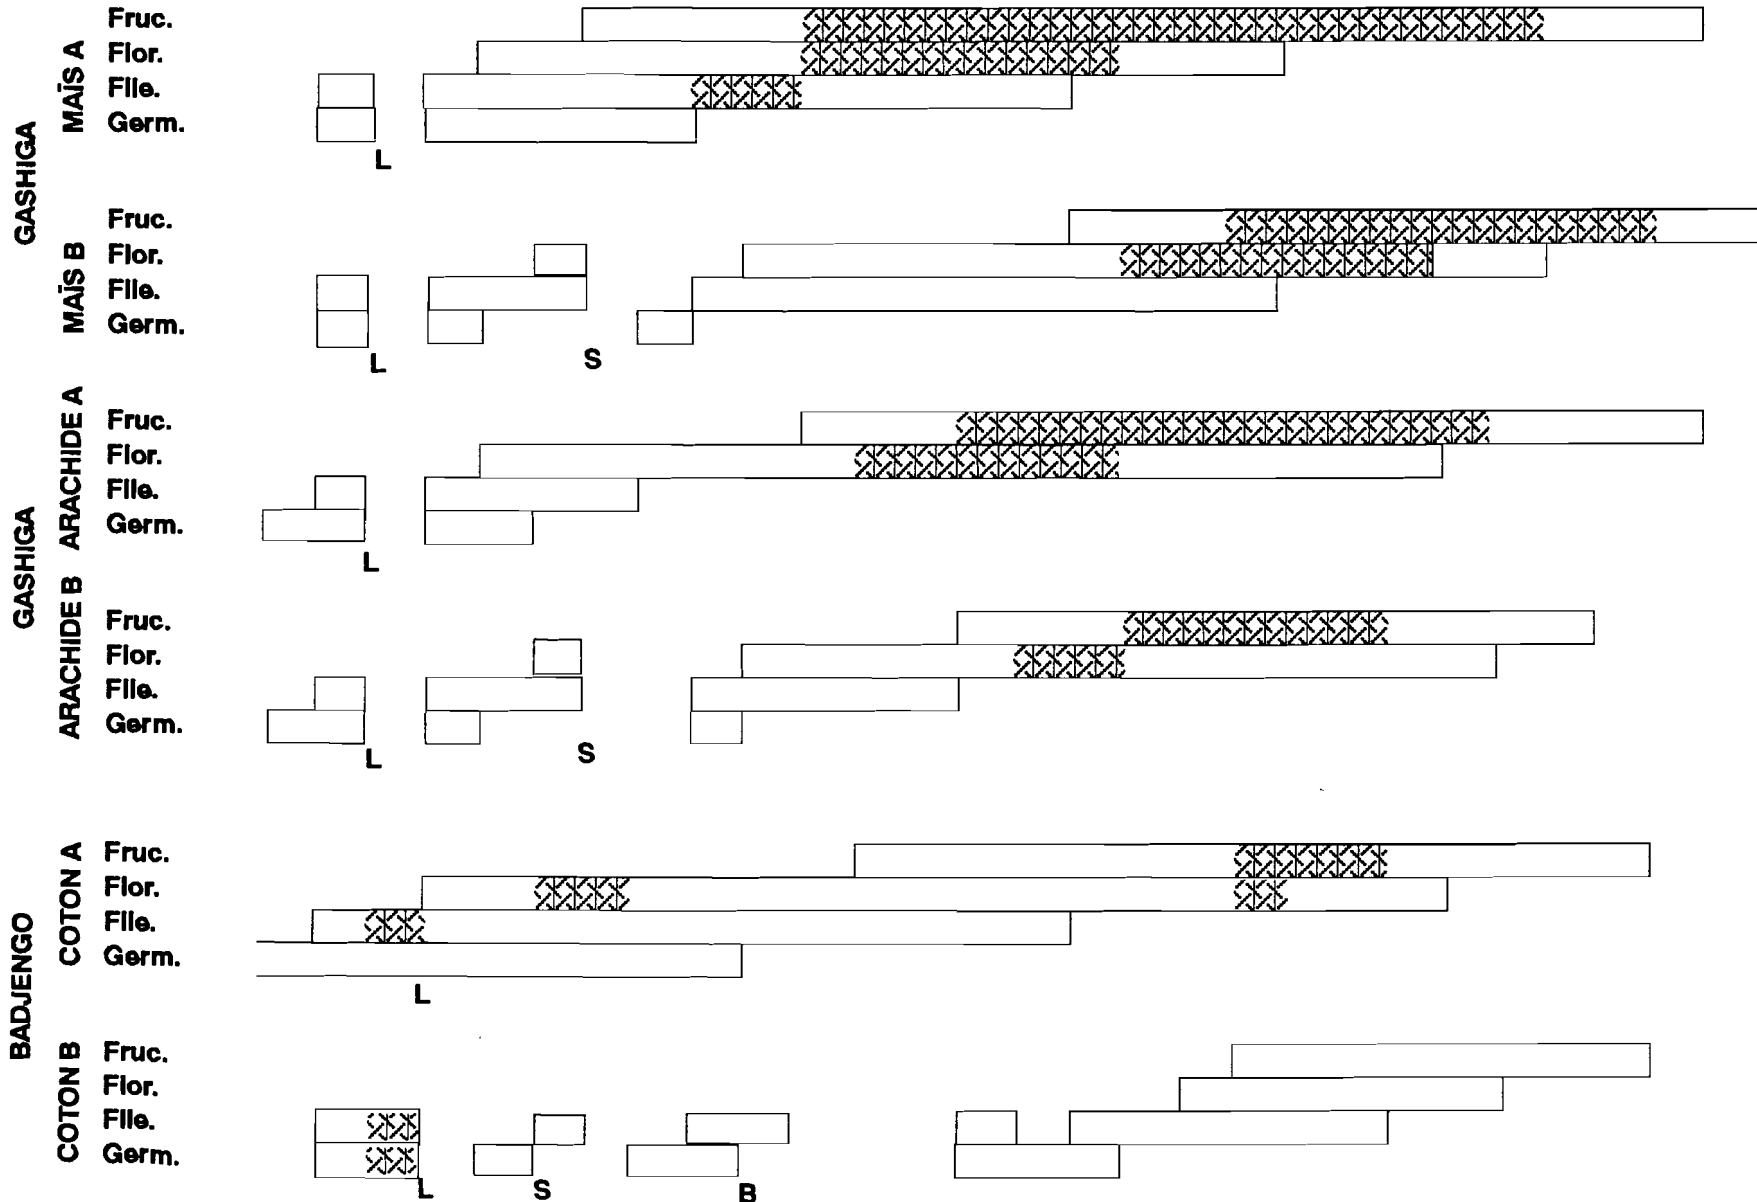 GASHIGA
MAÏS A
Fruc.
Flor.
Flle.
Germ.
L
MAÏS B
Fruc.
Flor.
Flle.
Germ.
L S
GASHIGA
ARACHIDE A
Fruc.
Flor.
Flle.
Germ.
L
ARACHIDE B
Fruc.
Flor.
Flle.
Germ.
L S
BADJENGO
COTON A
Fruc.
Flor.
Flle.
Germ.
L
COTON B
Fruc.
Flor.
Flle.
Germ.
L S B